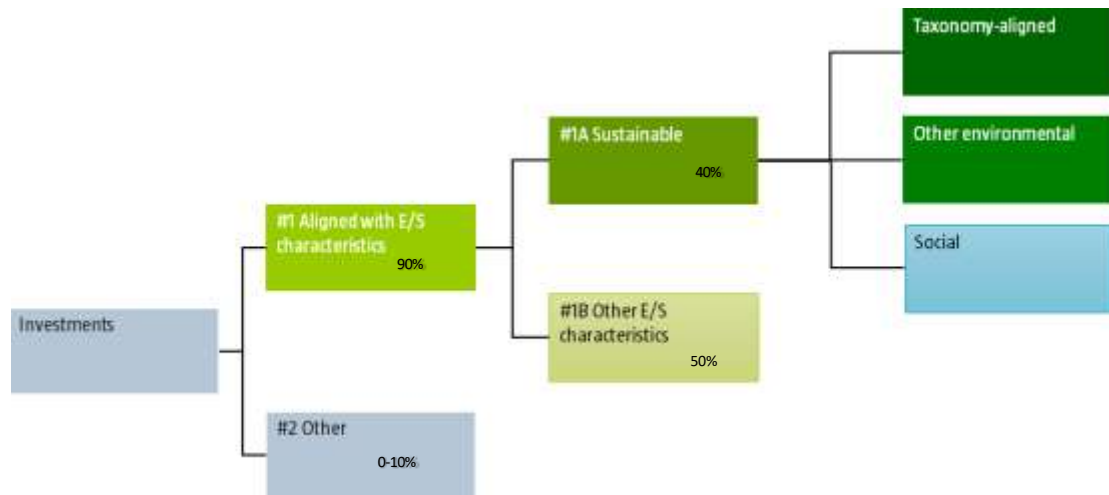 Investments
#1 Aligned with E/S
characteristics
90%
#2 Other
0-10%
#1A Sustainable
40%
#1B Other E/S
characteristics
50%
Taxonomy-aligned
Other environmental
Social